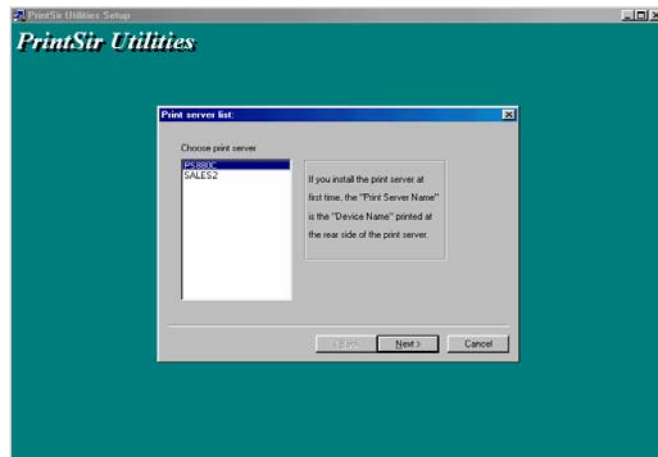 PrintSir Utilities Setup
PrintSir Utilities
Print server list:
Choose print server
PS880C
SALES2
If you install the print server at
first time, the "Print Server Name"
is the "Device Name" printed at
the rear side of the print server.
< Back
Next >
Cancel